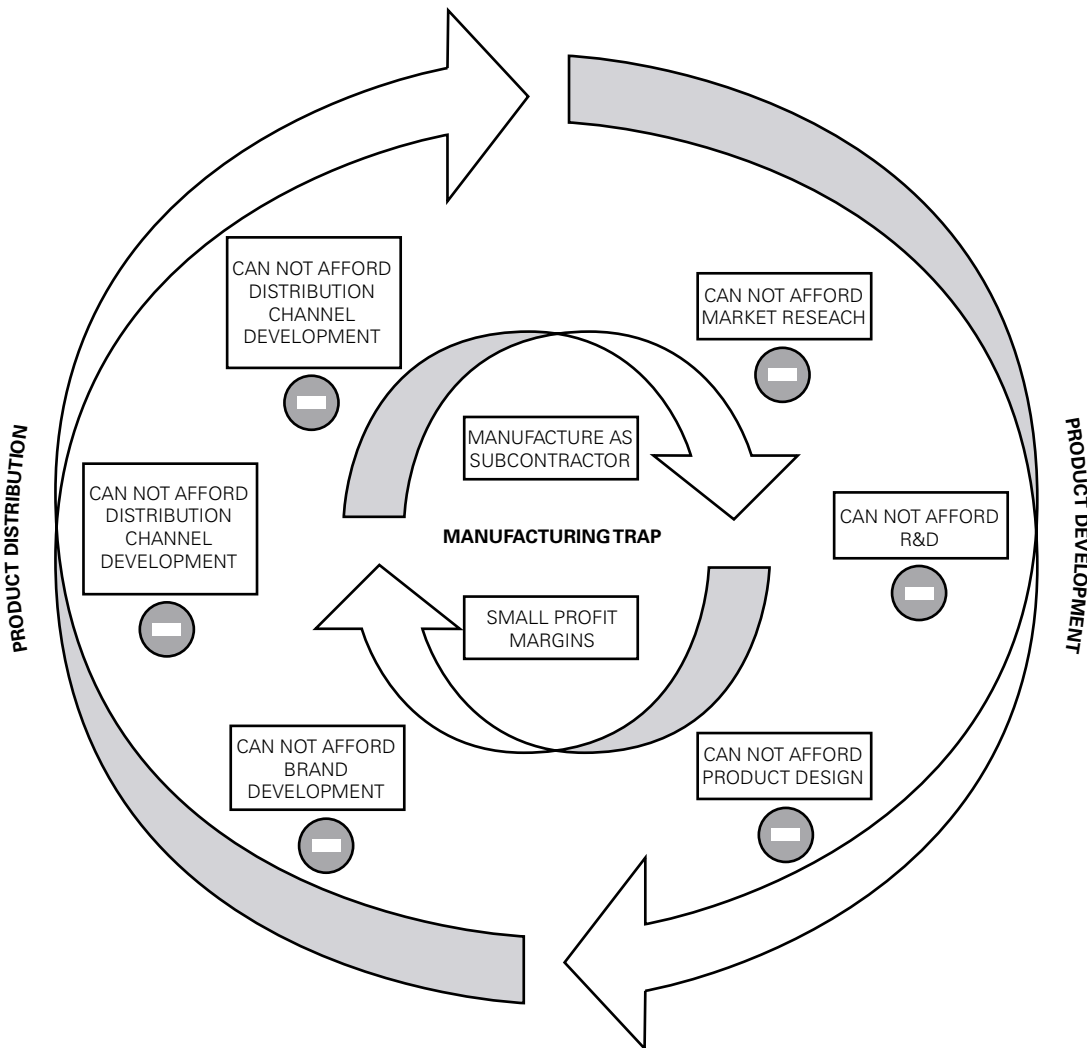 CAN NOT AFFORD
DISTRIBUTION
CHANNEL
DEVELOPMENT
CAN NOT AFFORD
MARKET RESEACH
MANUFACTURE AS
SUBCONTRACTOR
PRODUCT DISTRIBUTION
CAN NOT AFFORD
DISTRIBUTION
CHANNEL
DEVELOPMENT
MANUFACTURING TRAP
CAN NOT AFFORD
R&D
PRODUCT DEVELOPMENT
SMALL PROFIT
MARGINS
CAN NOT AFFORD
BRAND
DEVELOPMENT
CAN NOT AFFORD
PRODUCT DESIGN